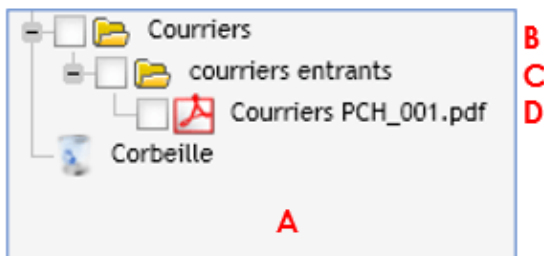 Courriers B
courriers entrants C
Courriers PCH_001.pdf D
Corbeille
A